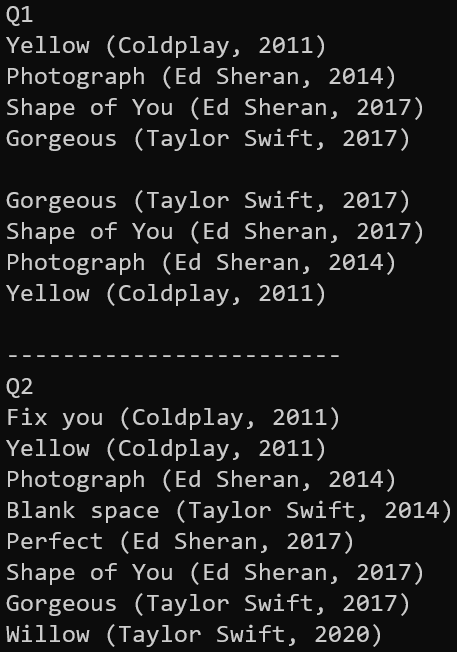 Q1
Yellow (Coldplay, 2011)
Photograph (Ed Sheran, 2014)
Shape of You (Ed Sheran, 2017)
Gorgeous (Taylor Swift, 2017)

Gorgeous (Taylor Swift, 2017)
Shape of You (Ed Sheran, 2017)
Photograph (Ed Sheran, 2014)
Yellow (Coldplay, 2011)

------------------------
Q2
Fix you (Coldplay, 2011)
Yellow (Coldplay, 2011)
Photograph (Ed Sheran, 2014)
Blank space (Taylor Swift, 2014)
Perfect (Ed Sheran, 2017)
Shape of You (Ed Sheran, 2017)
Gorgeous (Taylor Swift, 2017)
Willow (Taylor Swift, 2020)